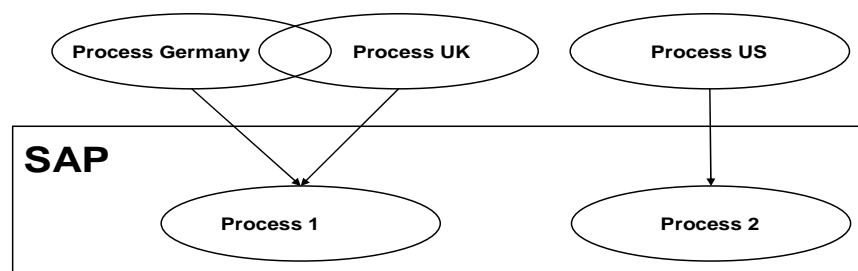 Process Germany
Process UK
Process US
SAP
Process 1
Process 2